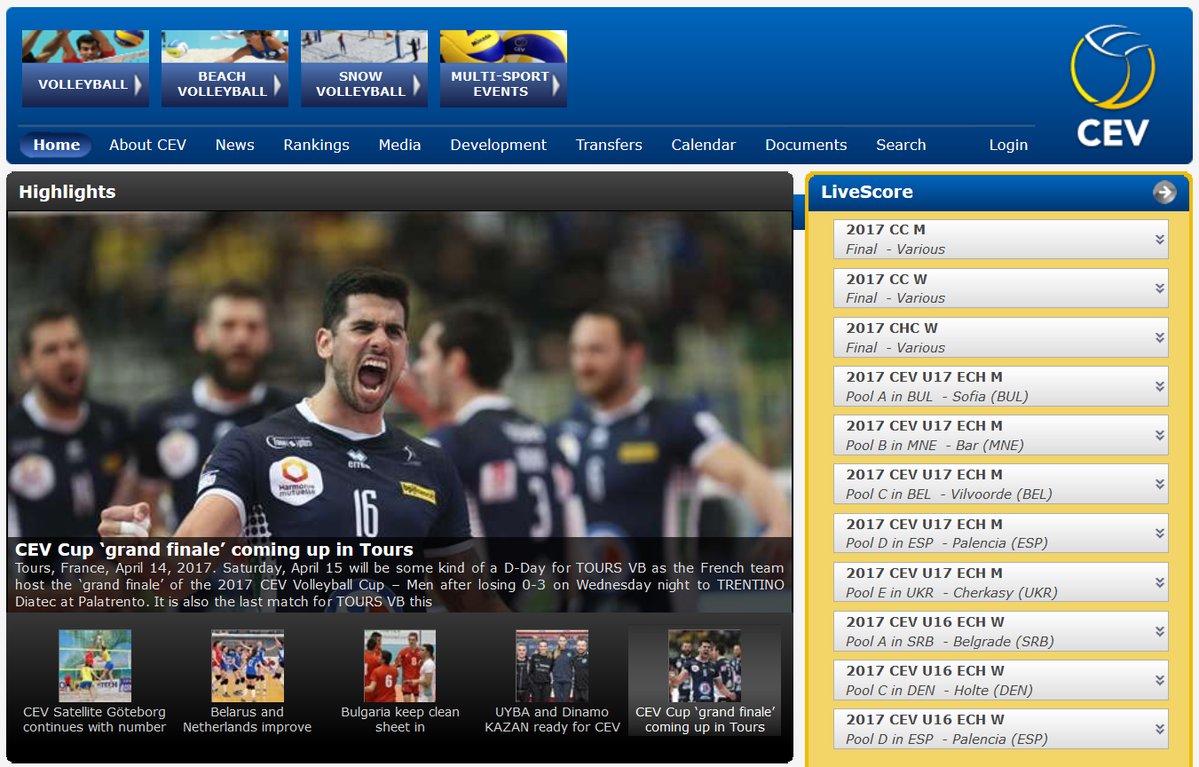 VOLLEYBALL
BEACH
VOLLEYBALL
SNOW
VOLLEYBALL
MULTI-SPORT
EVENTS
CEV
Home About CEV News Rankings Media Development Transfers Calendar Documents Search Login
Highlights
Harmonie
mutuelle
errea
16
3
CEV Cup ‘grand finale’ coming up in Tours
Tours, France, April 14, 2017. Saturday, April 15 will be some kind of a D-Day for TOURS VB as the French team
host the ‘grand finale’ of the 2017 CEV Volleyball Cup – Men after losing 0-3 on Wednesday night to TRENTINO
Diatec at Palatrento. It is also the last match for TOURS VB this
CEV Satellite Göteborg
continues with number
Belarus and
Netherlands improve
Bulgaria keep clean
sheet in
UYBA and Dinamo
KAZAN ready for CEV
CEV Cup ‘grand finale’
coming up in Tours
LiveScore
2017 CC M
Final - Various
2017 CC W
Final - Various
2017 CHC W
Final - Various
2017 CEV U17 ECH M
Pool A in BUL - Sofia (BUL)
2017 CEV U17 ECH M
Pool B in MNE - Bar (MNE)
2017 CEV U17 ECH M
Pool C in BEL - Vilvoorde (BEL)
2017 CEV U17 ECH M
Pool D in ESP - Palencia (ESP)
2017 CEV U17 ECH M
Pool E in UKR - Cherkasy (UKR)
2017 CEV U16 ECH W
Pool A in SRB - Belgrade (SRB)
2017 CEV U16 ECH W
Pool C in DEN - Holte (DEN)
2017 CEV U16 ECH W
Pool D in ESP - Palencia (ESP)